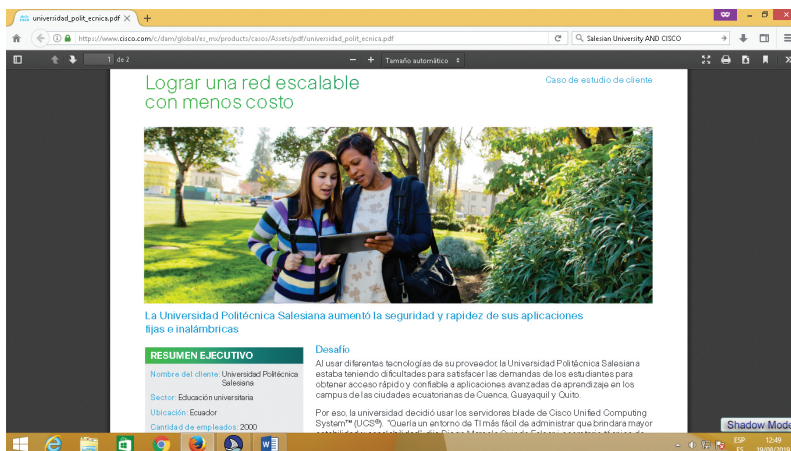 universidad_polit_ecnica.pdf
https://www.cisco.com/c/dam/global/es_mx/products/casos/Assets/pdf/universidad_polit_ecnica.pdf
Salesian University AND CISCO
1 de 2
Tamaño automático
Lograr una red escalable
con menos costo
Caso de estudio de cliente
La Universidad Politécnica Salesiana aumentó la seguridad y rapidez de sus aplicaciones
fijas e inalámbricas
RESUMEN EJECUTIVO
Nombre del cliente: Universidad Politécnica
Salesiana
Sector: Educación universitaria
Ubicación: Ecuador
Cantidad de empleados: 2000
Desafío
Al usar diferentes tecnologías de su proveedor, la Universidad Politécnica Salesiana
estaba teniendo dificultades para satisfacer las demandas de los estudiantes para
obtener acceso rápido y confiable a aplicaciones avanzadas de aprendizaje en los
campus de las ciudades ecuatorianas de Cuenca, Guayaquil y Quito.
Por eso, la universidad decidió usar los servidores blade de Cisco Unified Computing
System™ (UCS®). "Quería un entorno de TI más fácil de administrar que brindara mayor
Shadow Mode
ESP
ES
12:49
19/08/2019